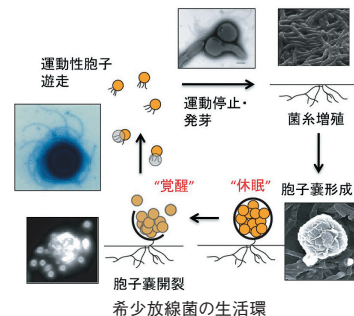 運動性胞子
遊走
運動停止・
発芽
菌糸増殖
胞子嚢形成
“休眠”
“覚醒”
胞子嚢開裂
希少放線菌の生活環